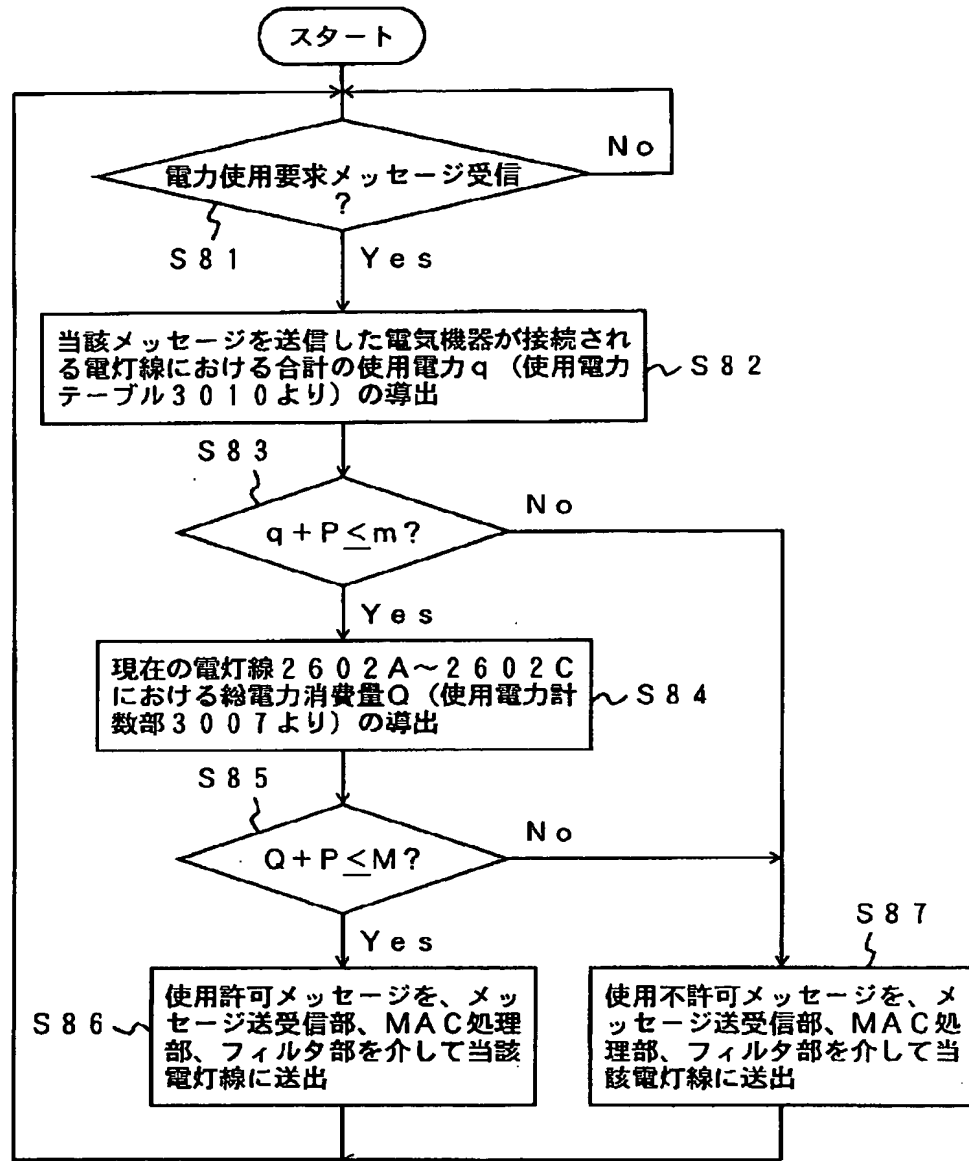 スタート
No
電力使用要求メッセージ受信
?
S81
Yes
当該メッセージを送信した電気機器が接続され
る電灯線における合計の使用電力q（使用電力
テーブル3010より）の導出
S82
S83
No
q+P≦m?
Yes
現在の電灯線2602A～2602C
における総電力消費量Q（使用電力計
数部3007より）の導出
S84
S85
No
Q+P≦M?
Yes
S87
S86
使用許可メッセージを、メッ
セージ送受信部、MAC処理
部、フィルタ部を介して当該
電灯線に送出
使用不許可メッセージを、メ
ッセージ送受信部、MAC処
理部、フィルタ部を介して当
該電灯線に送出